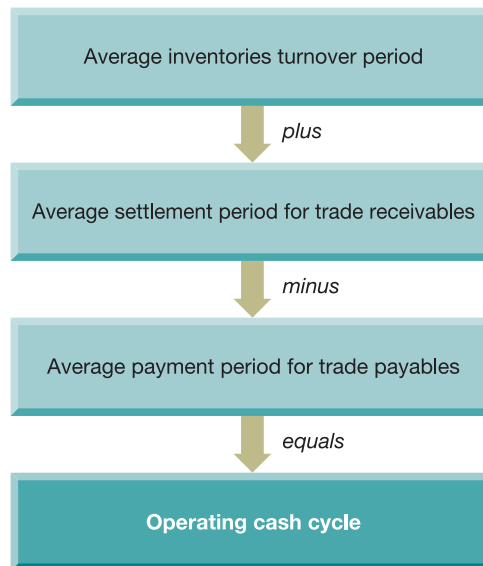 Average inventories turnover period
plus
Average settlement period for trade receivables
minus
Average payment period for trade payables
equals
Operating cash cycle